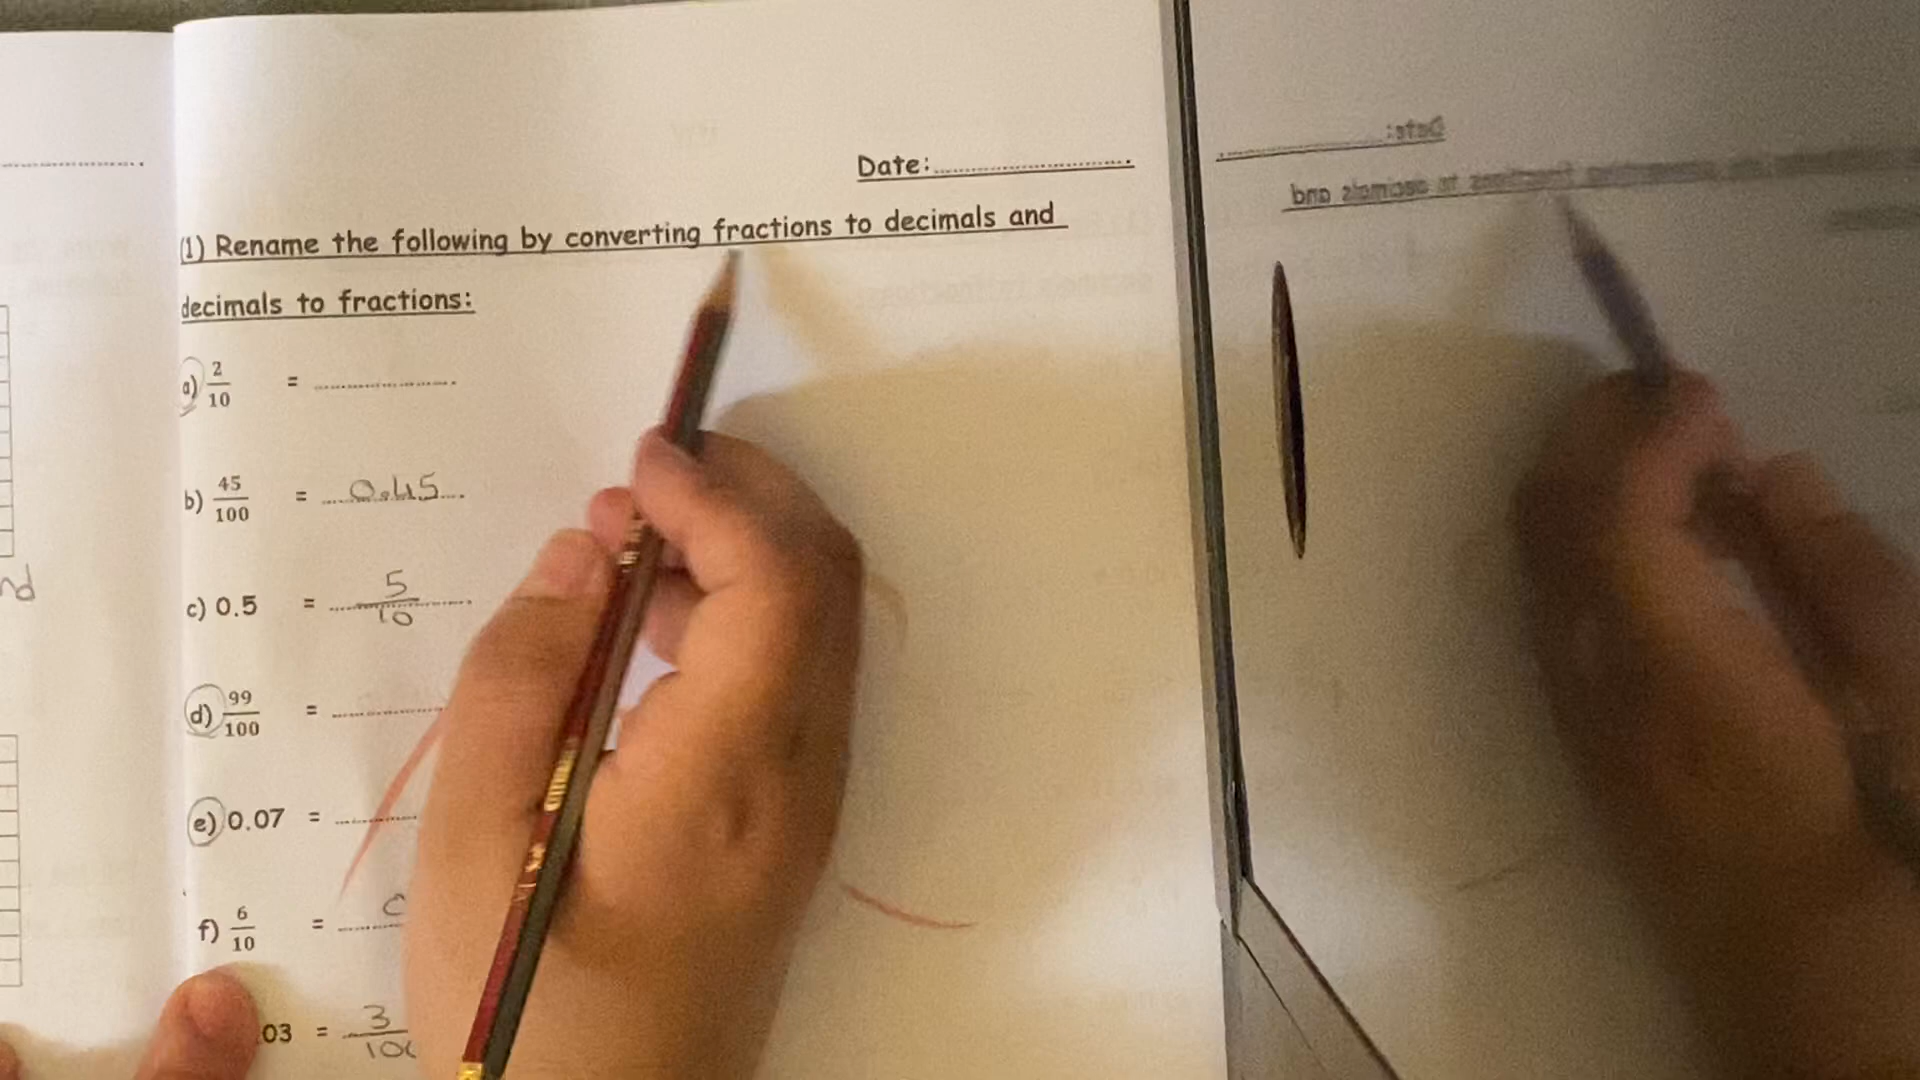 Date:
(1) Rename the following by converting fractions to decimals and
decimals to fractions:
a) 2/10 =
b) 45/100 = 0.45
c) 0.5 = 5/10
d) 99/100 =
e) 0.07 =
f) 6/10 =
.03 = 3/10